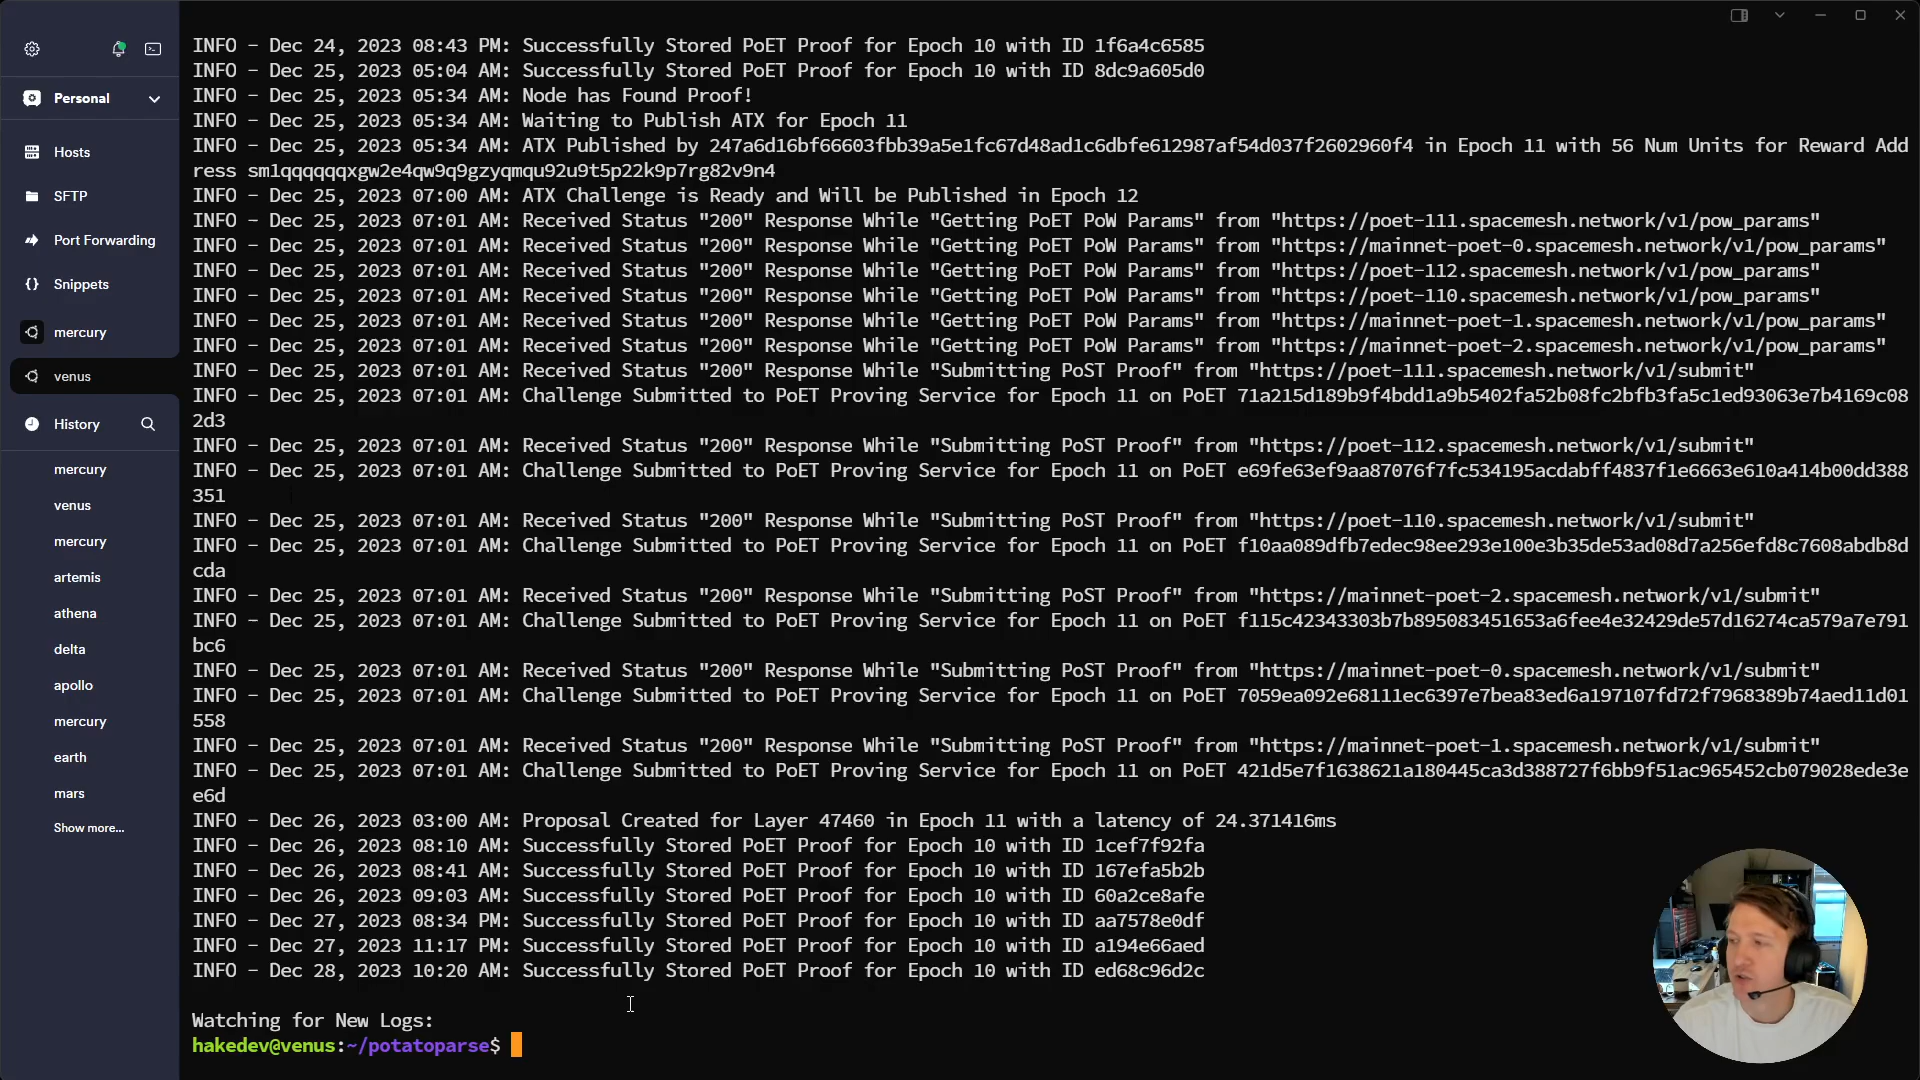 Personal
Hosts
SFTP
Port Forwarding
Snippets
mercury
venus
History
mercury
venus
mercury
artemis
athena
delta
apollo
mercury
earth
mars
Show more...
INFO - Dec 24, 2023 08:43 PM: Successfully Stored PoET Proof for Epoch 10 with ID 1f6a4c6585
INFO - Dec 25, 2023 05:04 AM: Successfully Stored PoET Proof for Epoch 10 with ID 8dc9a605d0
INFO - Dec 25, 2023 05:34 AM: Node has Found Proof!
INFO - Dec 25, 2023 05:34 AM: Waiting to Publish ATX for Epoch 11
INFO - Dec 25, 2023 05:34 AM: ATX Published by 247a6d16bf66603fbb39a5e1fc67d48ad1c6dbfe612987af54d037f2602960f4 in Epoch 11 with 56 Num Units for Reward Add
ress sm1qqqqqqxgw2e4qw9q9gzyqmqu92u9t5p22k9p7rg82v9n4
INFO - Dec 25, 2023 07:00 AM: ATX Challenge is Ready and Will be Published in Epoch 12
INFO - Dec 25, 2023 07:01 AM: Received Status "200" Response While "Getting PoET PoW Params" from "https://poet-111.spacemesh.network/v1/pow_params"
INFO - Dec 25, 2023 07:01 AM: Received Status "200" Response While "Getting PoET PoW Params" from "https://mainnet-poet-0.spacemesh.network/v1/pow_params"
INFO - Dec 25, 2023 07:01 AM: Received Status "200" Response While "Getting PoET PoW Params" from "https://poet-112.spacemesh.network/v1/pow_params"
INFO - Dec 25, 2023 07:01 AM: Received Status "200" Response While "Getting PoET PoW Params" from "https://poet-110.spacemesh.network/v1/pow_params"
INFO - Dec 25, 2023 07:01 AM: Received Status "200" Response While "Getting PoET PoW Params" from "https://mainnet-poet-1.spacemesh.network/v1/pow_params"
INFO - Dec 25, 2023 07:01 AM: Received Status "200" Response While "Getting PoET PoW Params" from "https://mainnet-poet-2.spacemesh.network/v1/pow_params"
INFO - Dec 25, 2023 07:01 AM: Received Status "200" Response While "Submitting PoST Proof" from "https://poet-111.spacemesh.network/v1/submit"
INFO - Dec 25, 2023 07:01 AM: Challenge Submitted to PoET Proving Service for Epoch 11 on PoET 71a215d189b9f4bdd1a9b5402fa52b08fc2bfb3fa5c1ed93063e7b4169c08
2d3
INFO - Dec 25, 2023 07:01 AM: Received Status "200" Response While "Submitting PoST Proof" from "https://poet-112.spacemesh.network/v1/submit"
INFO - Dec 25, 2023 07:01 AM: Challenge Submitted to PoET Proving Service for Epoch 11 on PoET e69fe63ef9aa87076f7fc534195acdabff4837f1e6663e610a414b00dd388
351
INFO - Dec 25, 2023 07:01 AM: Received Status "200" Response While "Submitting PoST Proof" from "https://poet-110.spacemesh.network/v1/submit"
INFO - Dec 25, 2023 07:01 AM: Challenge Submitted to PoET Proving Service for Epoch 11 on PoET f10aa089dfb7edec98ee293e100e3b35de53ad08d7a256efd8c7608abdb8d
cda
INFO - Dec 25, 2023 07:01 AM: Received Status "200" Response While "Submitting PoST Proof" from "https://mainnet-poet-2.spacemesh.network/v1/submit"
INFO - Dec 25, 2023 07:01 AM: Challenge Submitted to PoET Proving Service for Epoch 11 on PoET f115c42343303b7b895083451653a6fee4e32429de57d16274ca579a7e791
bc6
INFO - Dec 25, 2023 07:01 AM: Received Status "200" Response While "Submitting PoST Proof" from "https://mainnet-poet-0.spacemesh.network/v1/submit"
INFO - Dec 25, 2023 07:01 AM: Challenge Submitted to PoET Proving Service for Epoch 11 on PoET 7059ea092e68111ec6397e7bea83ed6a197107fd72f7968389b74aed11d01
558
INFO - Dec 25, 2023 07:01 AM: Received Status "200" Response While "Submitting PoST Proof" from "https://mainnet-poet-1.spacemesh.network/v1/submit"
INFO - Dec 25, 2023 07:01 AM: Challenge Submitted to PoET Proving Service for Epoch 11 on PoET 421d5e7f1638621a180445ca3d388727f6bb9f51ac965452cb079028ede3e
e6d
INFO - Dec 26, 2023 03:00 AM: Proposal Created for Layer 47460 in Epoch 11 with a latency of 24.371416ms
INFO - Dec 26, 2023 08:10 AM: Successfully Stored PoET Proof for Epoch 10 with ID 1cef7f92fa
INFO - Dec 26, 2023 08:41 AM: Successfully Stored PoET Proof for Epoch 10 with ID 167efa5b2b
INFO - Dec 26, 2023 09:03 AM: Successfully Stored PoET Proof for Epoch 10 with ID 60a2ce8afe
INFO - Dec 27, 2023 08:34 PM: Successfully Stored PoET Proof for Epoch 10 with ID aa7578e0df
INFO - Dec 27, 2023 11:17 PM: Successfully Stored PoET Proof for Epoch 10 with ID a194e66aed
INFO - Dec 28, 2023 10:20 AM: Successfully Stored PoET Proof for Epoch 10 with ID ed68c96d2c
Watching for New Logs:
hakedev@venus:~/potatoparse$